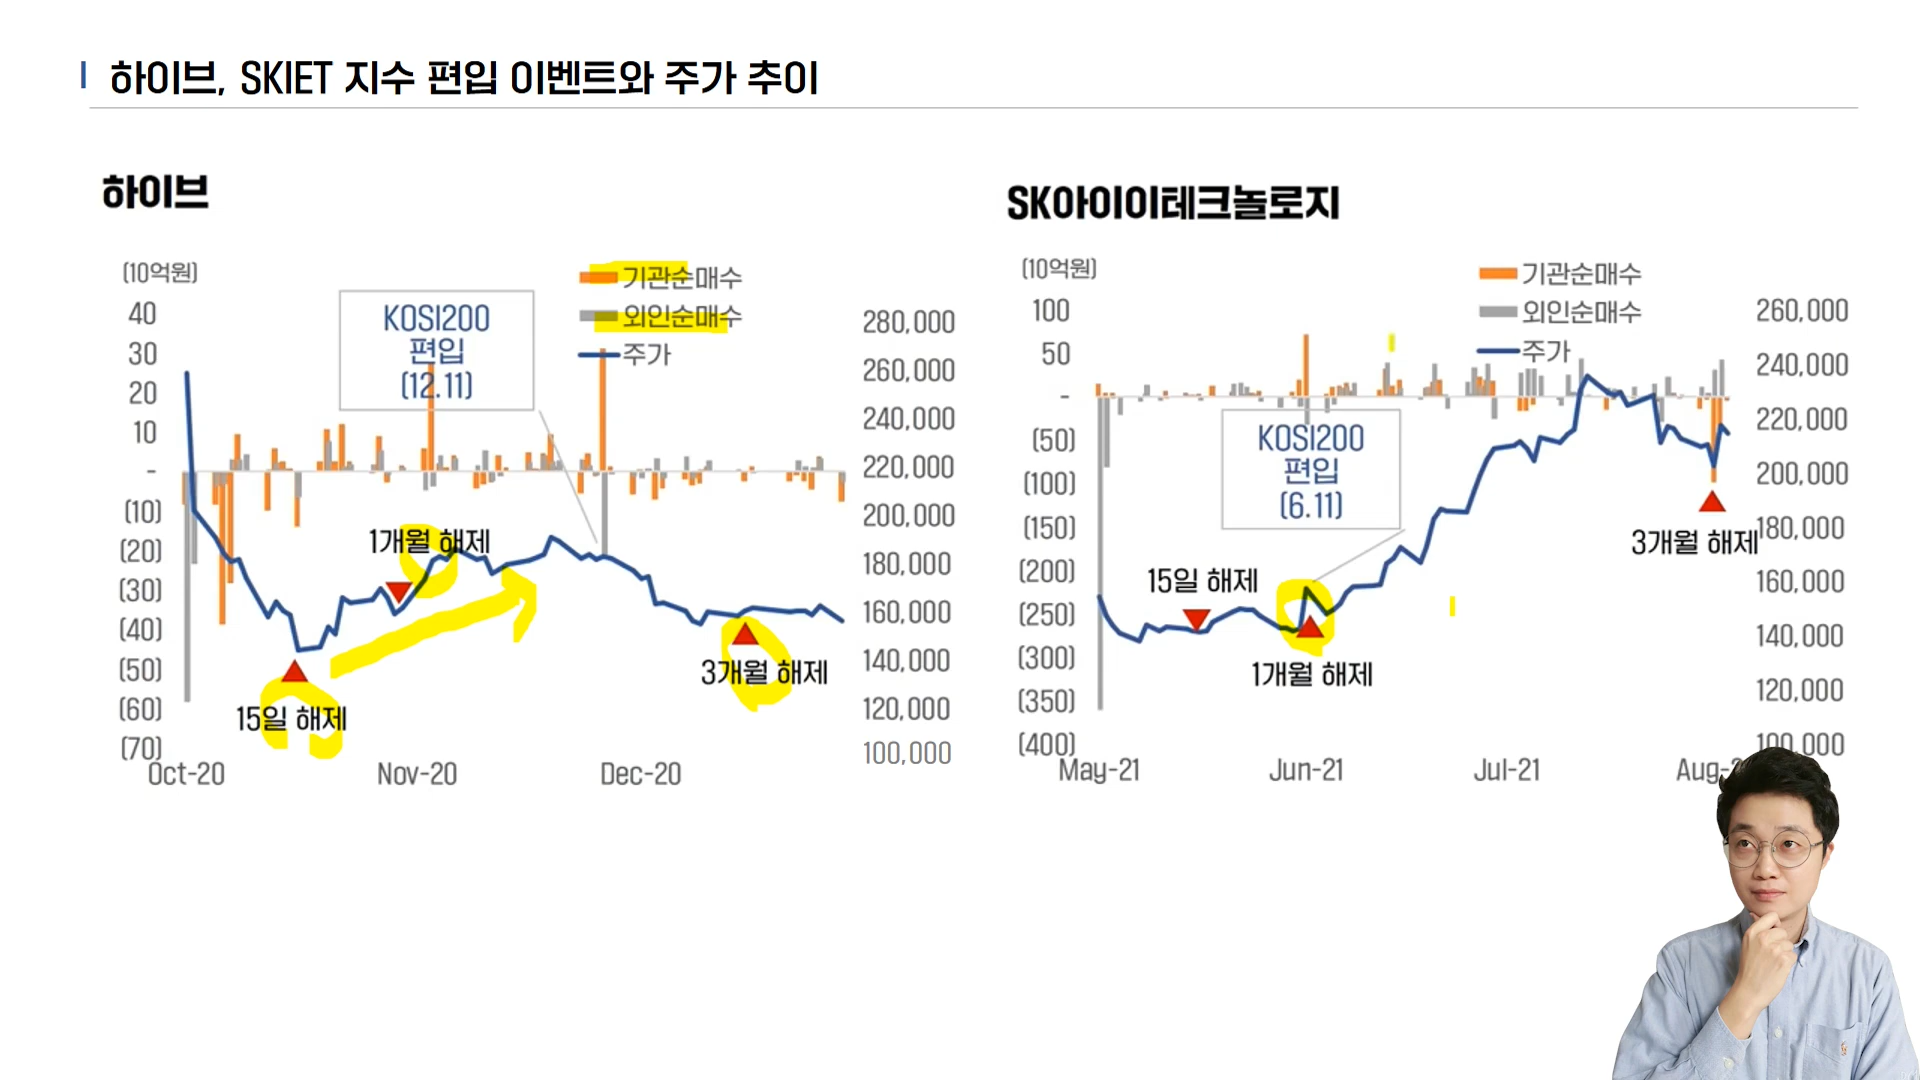 하이브, SKIET 지수 편입 이벤트와 주가 추이
하이브
(10억원)
기관순매수
외인순매수
주가
KOSI200
편입
(12.11)
40
30
20
10
-
(10)
(20)
(30)
(40)
(50)
(60)
(70)
280,000
260,000
240,000
220,000
200,000
180,000
160,000
140,000
120,000
100,000
1개월 해제
15일 해제
3개월 해제
Oct-20
Nov-20
Dec-20
SK아이이테크놀로지
(10억원)
기관순매수
외인순매수
주가
KOSI200
편입
(6.11)
100
50
-
(50)
(100)
(150)
(200)
(250)
(300)
(350)
(400)
260,000
240,000
220,000
200,000
180,000
160,000
140,000
120,000
100,000
15일 해제
1개월 해제
3개월 해제
May-21
Jun-21
Jul-21
Aug-2